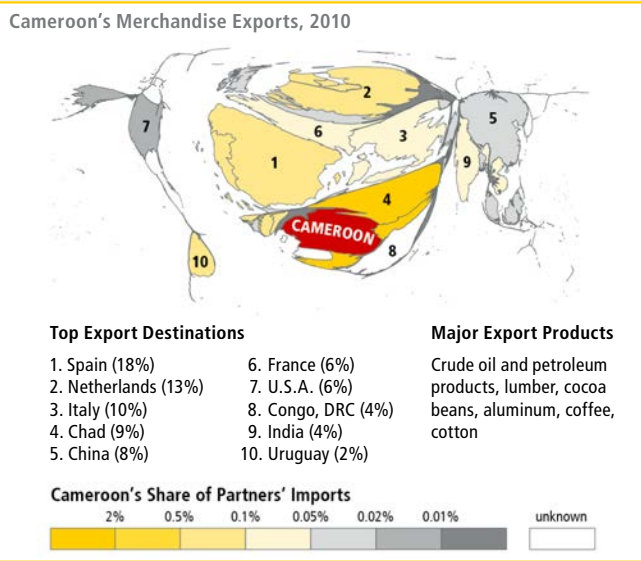 Cameroon's Merchandise Exports, 2010
2
7
6
3
5
1
9
4
CAMEROON
8
10
Top Export Destinations
1. Spain (18%)
2. Netherlands (13%)
3. Italy (10%)
4. Chad (9%)
5. China (8%)
6. France (6%)
7. U.S.A. (6%)
8. Congo, DRC (4%)
9. India (4%)
10. Uruguay (2%)
Major Export Products
Crude oil and petroleum
products, lumber, cocoa
beans, aluminum, coffee,
cotton
Cameroon's Share of Partners' Imports
2% 0.5% 0.1% 0.05% 0.02% 0.01% unknown